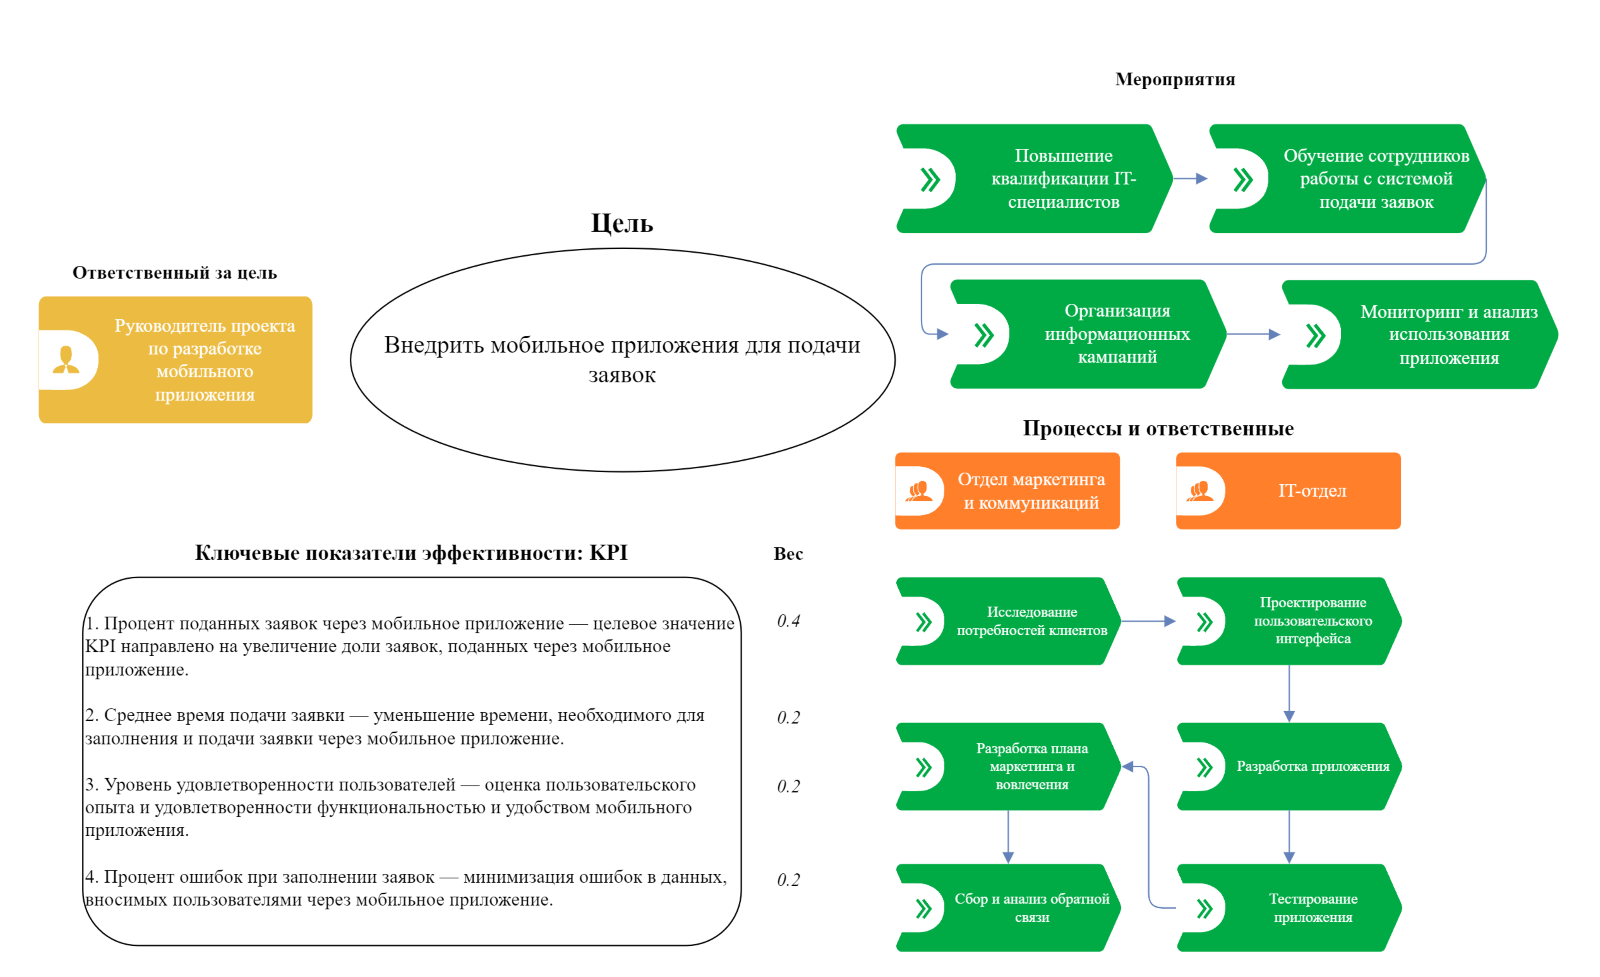 Мероприятия
Повышение
квалификации IT-
специалистов
Обучение сотрудников
работы с системой
подачи заявок
Организация
информационных
кампаний
Мониторинг и анализ
использования
приложения
Цель
Внедрить мобильное приложения для подачи
заявок
Ответственный за цель
Руководитель проекта
по разработке
мобильного
приложения
Процессы и ответственные
Отдел маркетинга
и коммуникаций
IT-отдел
Исследование
потребностей клиентов
Проектирование
пользовательского
интерфейса
Разработка плана
маркетинга и
вовлечения
Разработка приложения
Сбор и анализ обратной
связи
Тестирование
приложения
Ключевые показатели эффективности: KPI
Вес
1. Процент поданных заявок через мобильное приложение — целевое значение
KPI направлено на увеличение доли заявок, поданных через мобильное
приложение.
0.4
2. Среднее время подачи заявки — уменьшение времени, необходимого для
заполнения и подачи заявки через мобильное приложение.
0.2
3. Уровень удовлетворенности пользователей — оценка пользовательского
опыта и удовлетворенности функциональностью и удобством мобильного
приложения.
0.2
4. Процент ошибок при заполнении заявок — минимизация ошибок в данных,
вносимых пользователями через мобильное приложение.
0.2